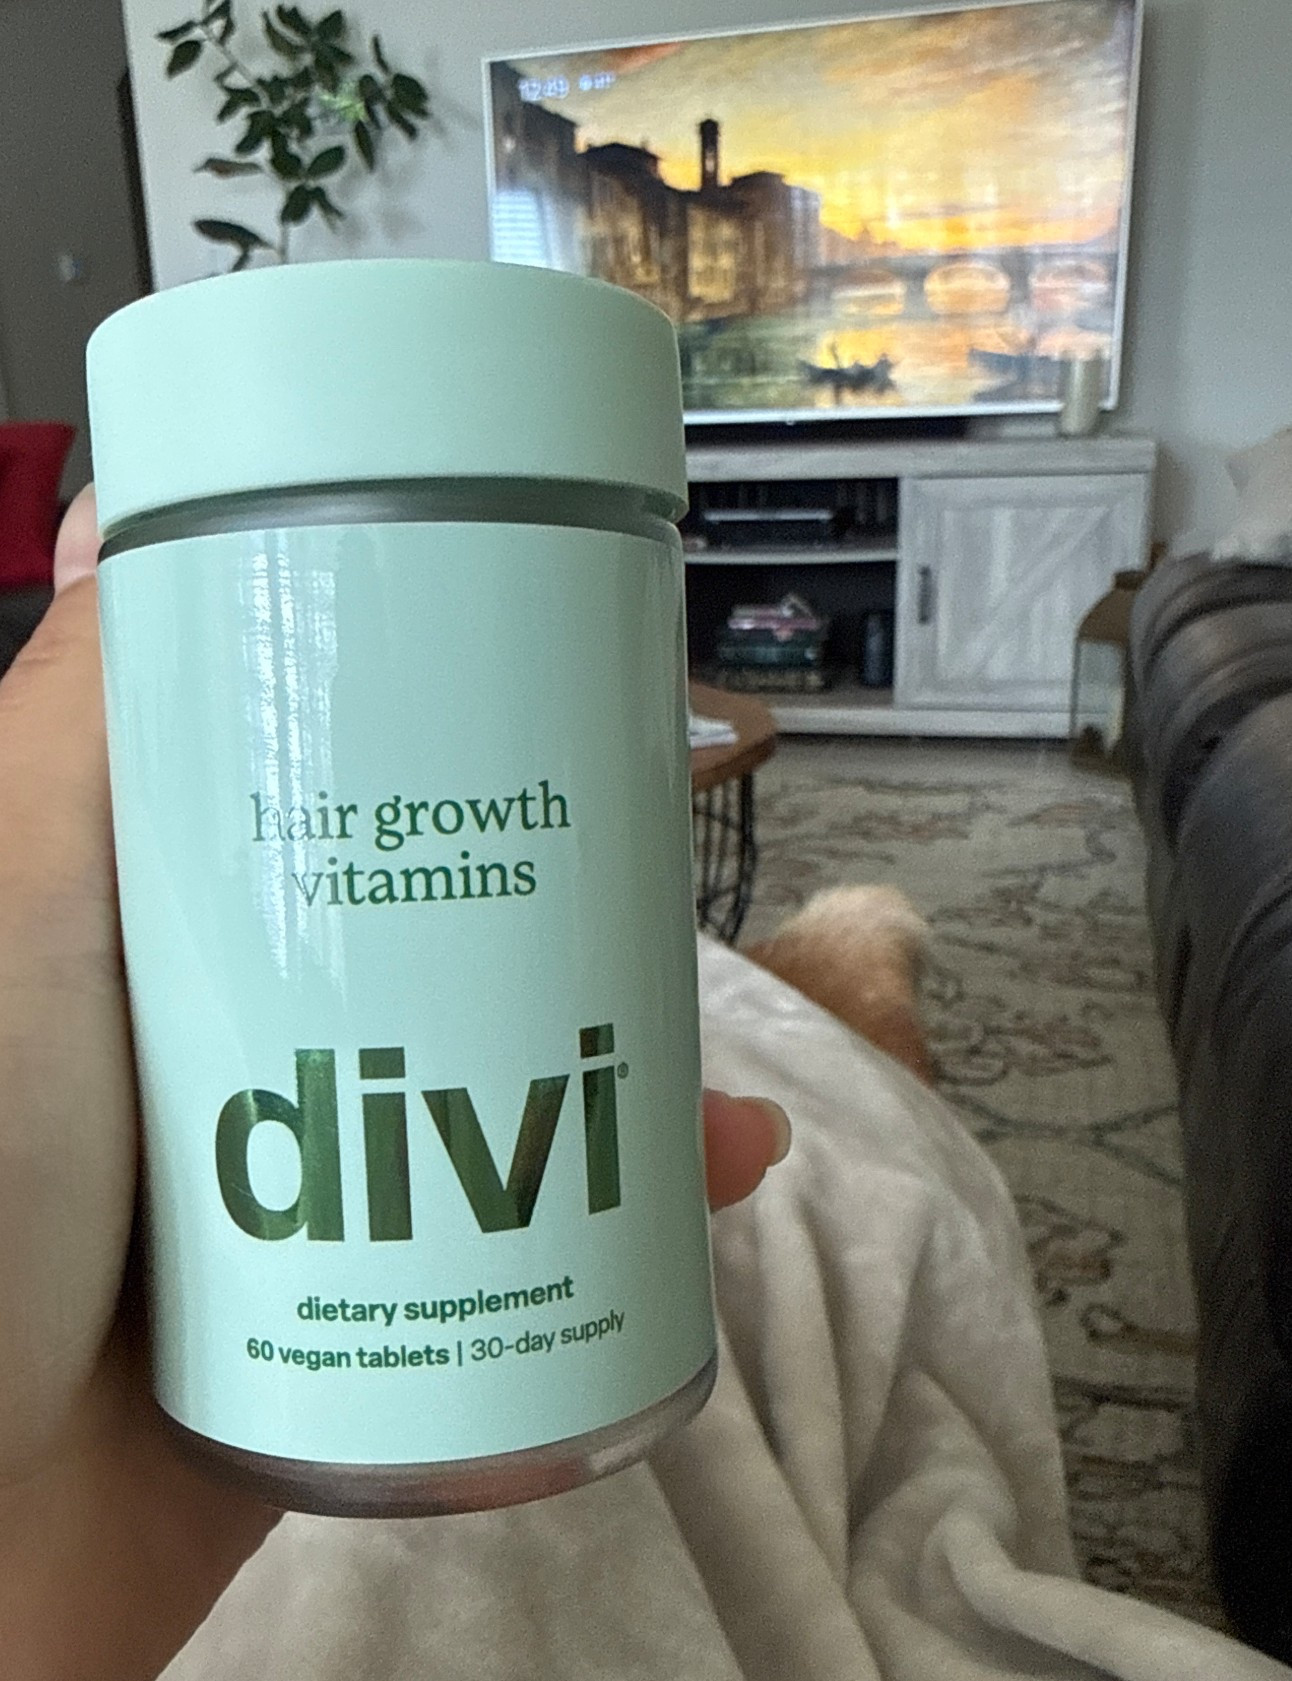 hair growth
vitamins
divi®
dietary supplement
60 vegan tablets | 30-day supply